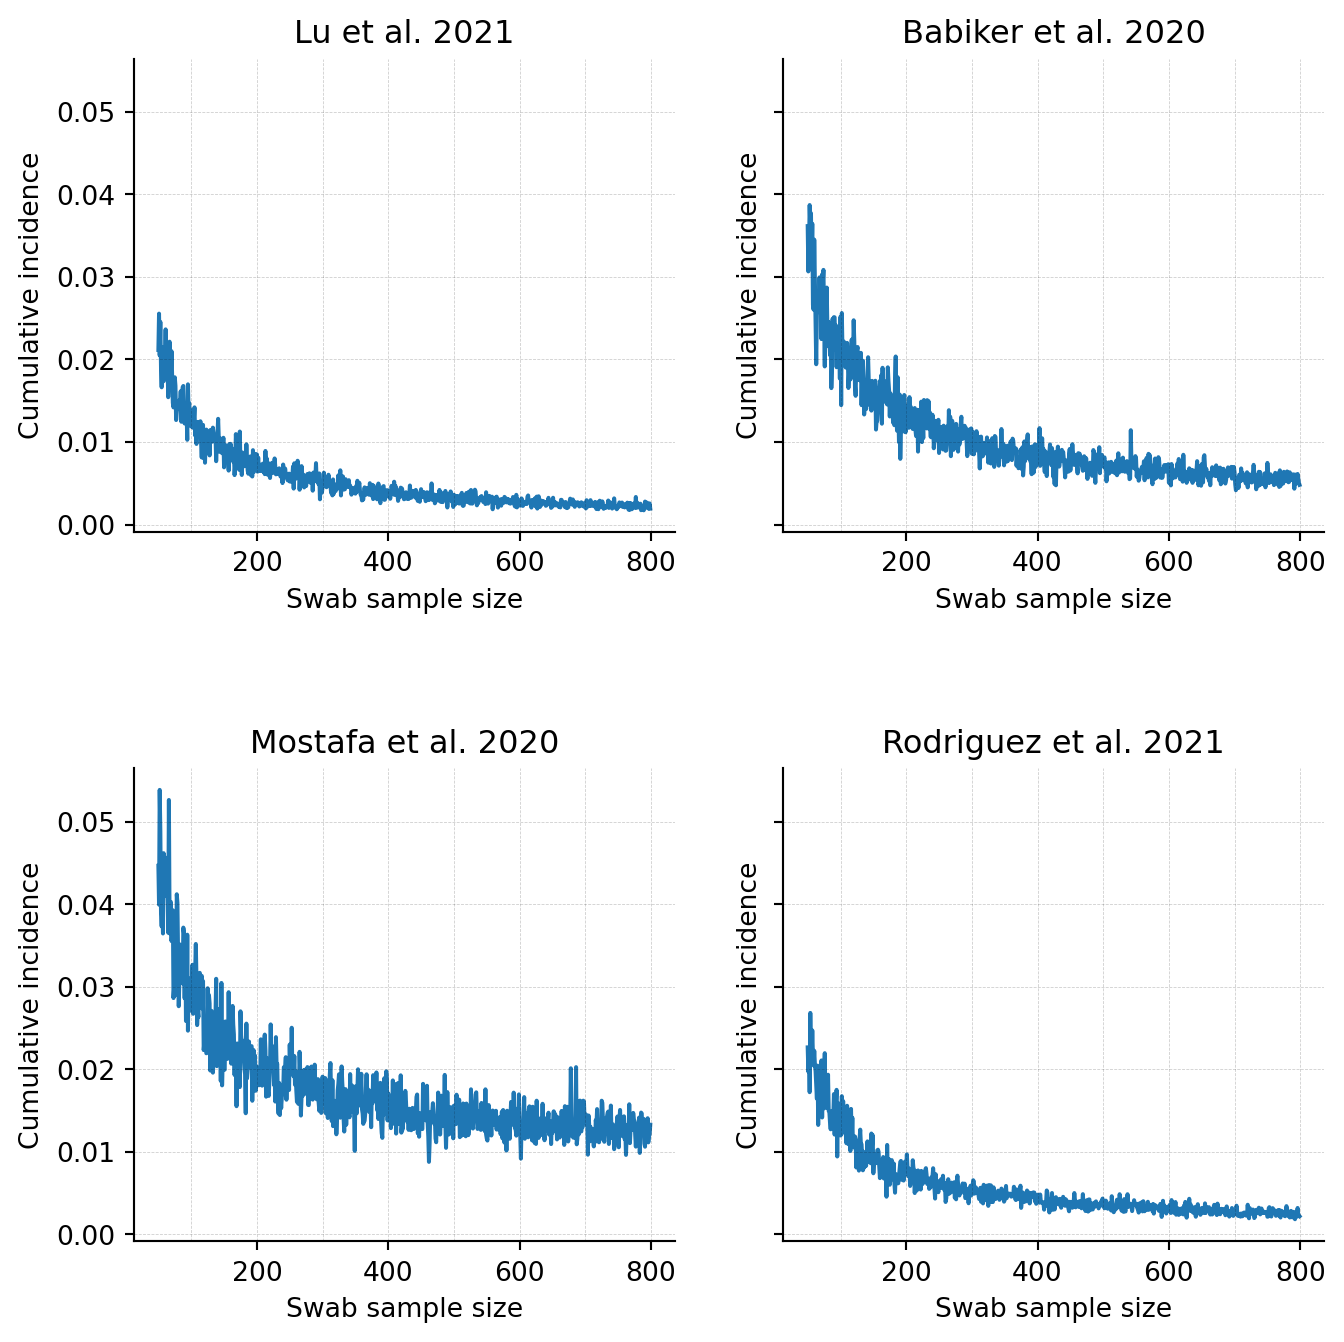 Lu et al. 2021
Babiker et al. 2020
0.05
0.04
0.03
0.02
0.01
0.00
Cumulative incidence
Cumulative incidence
200 400 600 800
200 400 600 800
Swab sample size
Swab sample size
Mostafa et al. 2020
Rodriguez et al. 2021
0.05
0.04
0.03
0.02
0.01
0.00
Cumulative incidence
Cumulative incidence
200 400 600 800
200 400 600 800
Swab sample size
Swab sample size